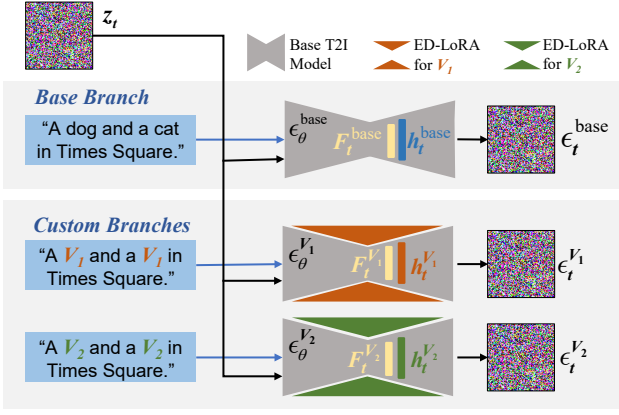 z_t
Base T2I
Model
ED-LoRA
for V_1
ED-LoRA
for V_2
Base Branch
"A dog and a cat
in Times Square."
ϵ_θ^base
F_t^base
h_t^base
ϵ_t^base
Custom Branches
"A V_1 and a V_1 in
Times Square."
ϵ_θ^{V_1}
F_t^{V_1}
h_t^{V_1}
ϵ_t^{V_1}
"A V_2 and a V_2 in
Times Square."
ϵ_θ^{V_2}
F_t^{V_2}
h_t^{V_2}
ϵ_t^{V_2}